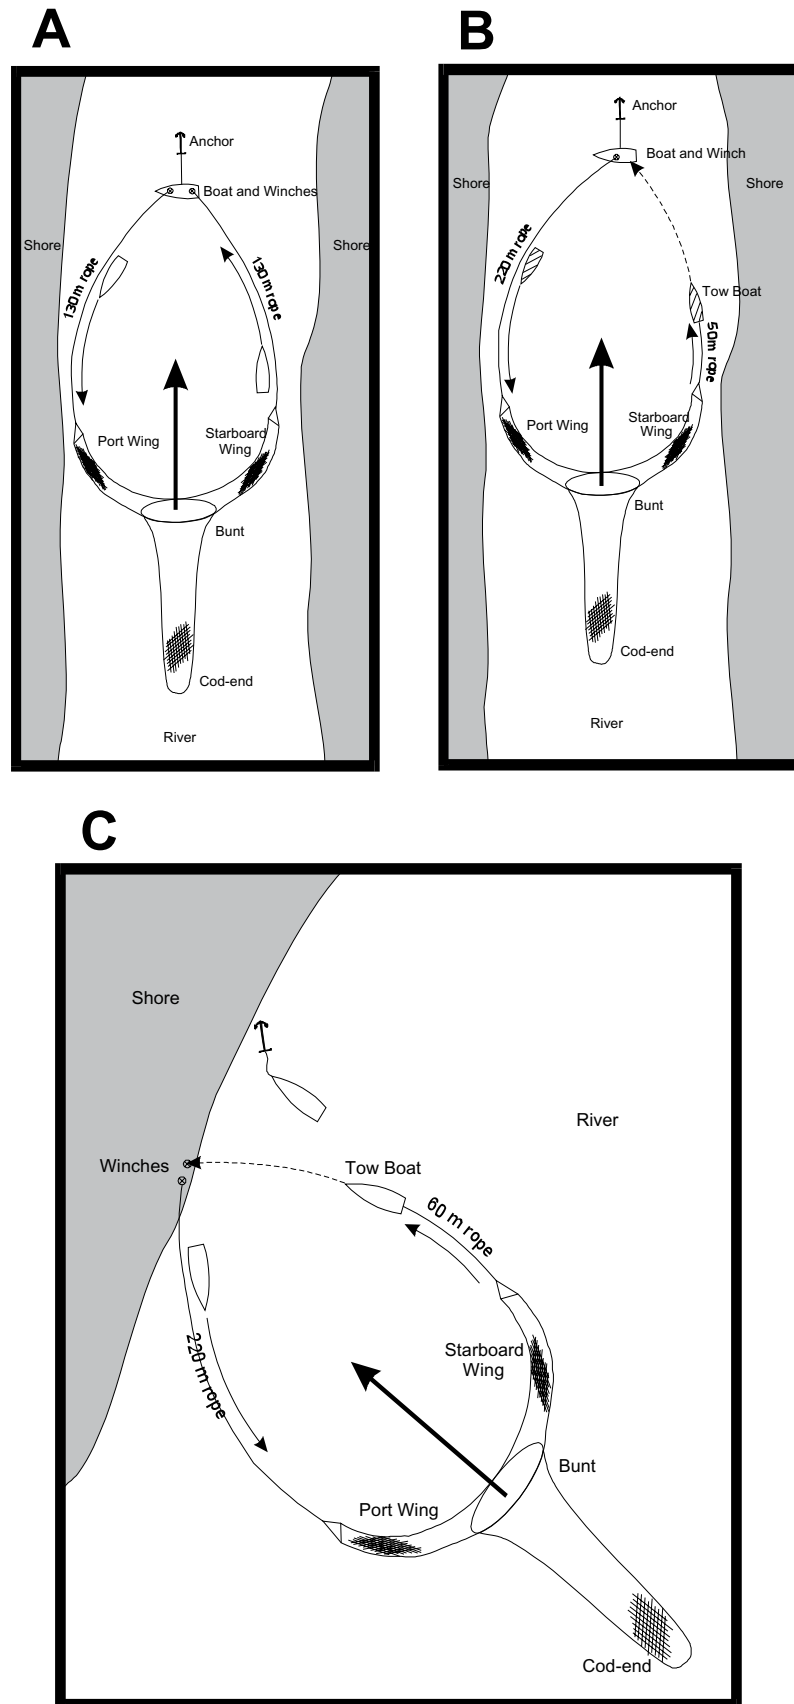 A
Anchor
Boat and Winches
Shore
Shore
130 m rope
130 m rope
Port Wing
Starboard
Wing
Bunt
Cod-end
River
B
Anchor
Boat and Winch
Shore
Shore
220 m rope
Tow Boat
50m rope
Port Wing
Starboard
Wing
Bunt
Cod-end
River
C
Shore
River
Winches
Tow Boat
60 m rope
220 m rope
Starboard
Wing
Bunt
Port Wing
Cod-end